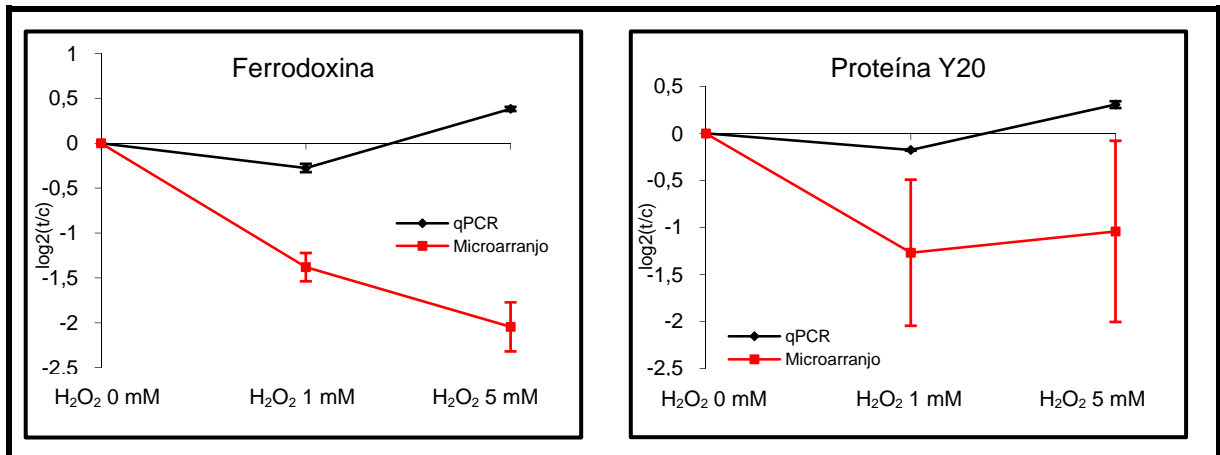 Ferrodoxina
1
0,5
0
-0,5
-1
-1,5
-2
-2,5
log2(t/c)
qPCR
Microarranjo
H₂O₂ 0 mM H₂O₂ 1 mM H₂O₂ 5 mM
Proteína Y20
0,5
0
-0,5
-1
-1,5
-2
-2,5
log2(t/c)
qPCR
Microarranjo
H₂O₂ 0 mM H₂O₂ 1 mM H₂O₂ 5 mM